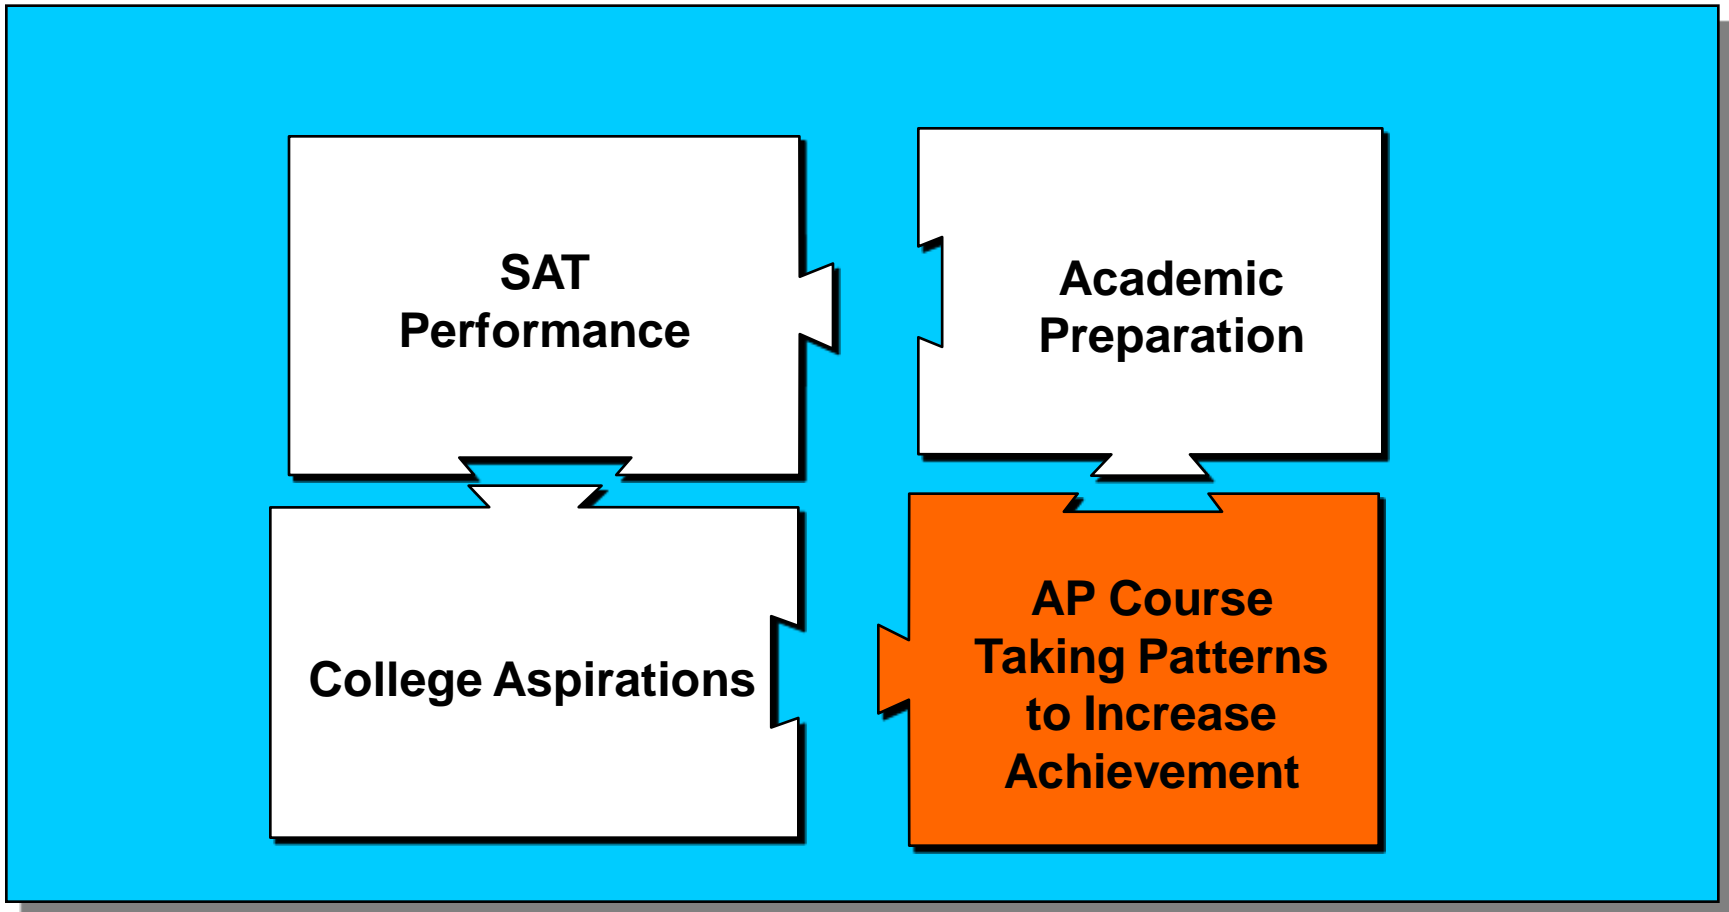 SAT
Performance
Academic
Preparation
College Aspirations
AP Course
Taking Patterns
to Increase
Achievement